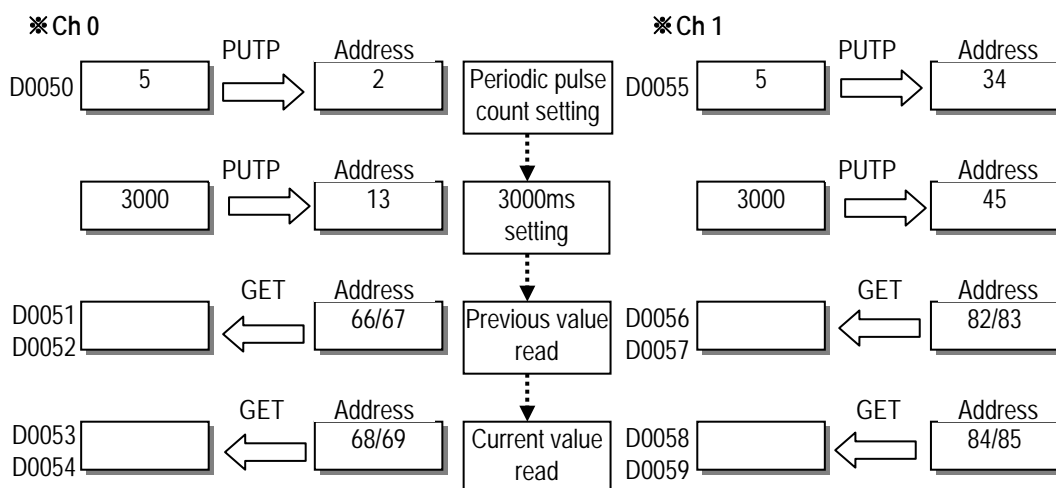 ※ Ch 0
※ Ch 1
PUTP Address
D0050 5 2
Periodic pulse
count setting
PUTP Address
D0055 5 34
PUTP Address
3000 13
3000ms
setting
PUTP Address
3000 45
GET Address
D0051
D0052
66/67
Previous value
read
GET Address
D0056
D0057
82/83
GET Address
D0053
D0054
68/69
Current value
read
GET Address
D0058
D0059
84/85